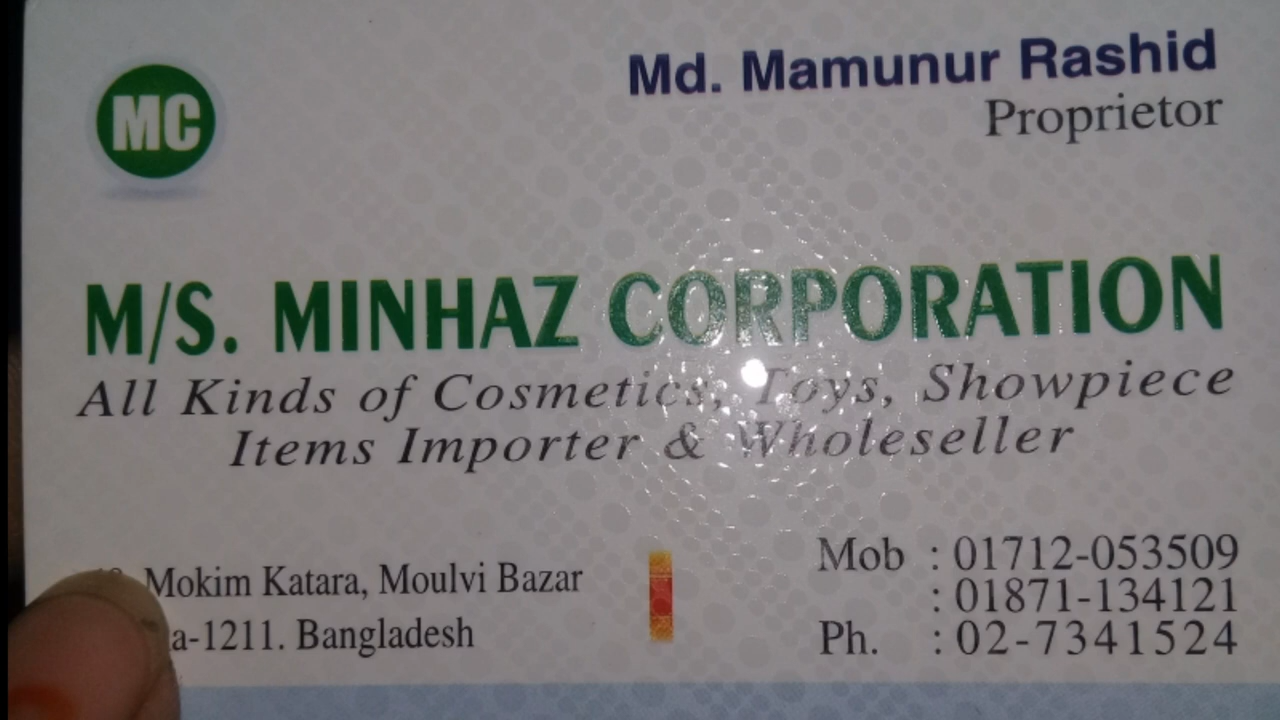 MC
Md. Mamunur Rashid
Proprietor
M/S. MINHAZ CORPORATION
All Kinds of Cosmetics, Toys, Showpiece
Items Importer & Wholeseller
Mokim Katara, Moulvi Bazar
a-1211. Bangladesh
Mob : 01712-053509
: 01871-134121
Ph. : 02-7341524